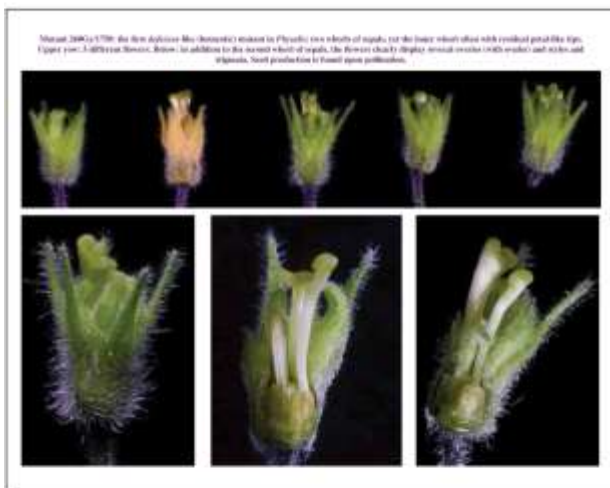 Mutant the first deficiens-like (homeotic) mutant in Physalis: two whorls of sepals, yet the inner whorl often with residual petal-like tips.
Upper row: 5 different flowers. Below: in addition to the second whorl of sepals, the flowers clearly display several ovaries (with ovules) and styles and
stigmata. Seed production is found upon pollination.